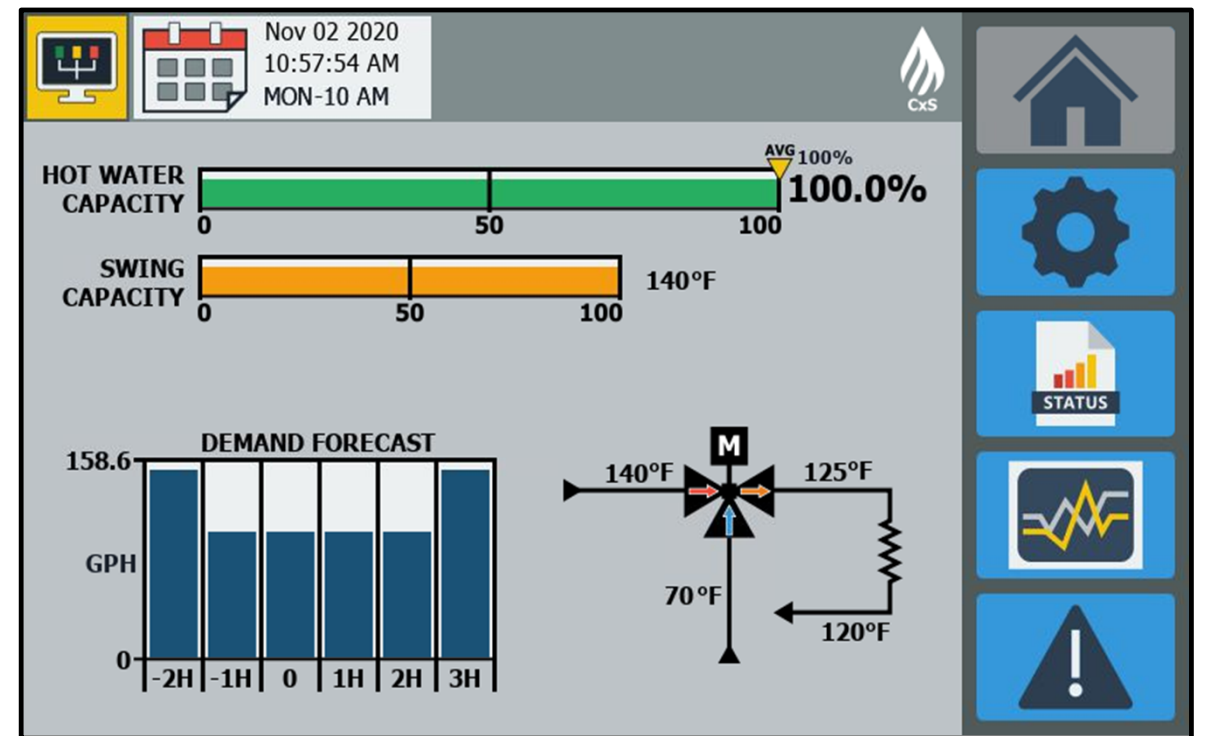 Nov 02 2020
10:57:54 AM
MON-10 AM
CxS
HOT WATER
CAPACITY
AVG 100%
100.0%
0 50 100
SWING
CAPACITY
140°F
0 50 100
STATUS
DEMAND FORECAST
158.6
GPH
0
-2H -1H 0 1H 2H 3H
M
140°F 125°F
70°F
120°F